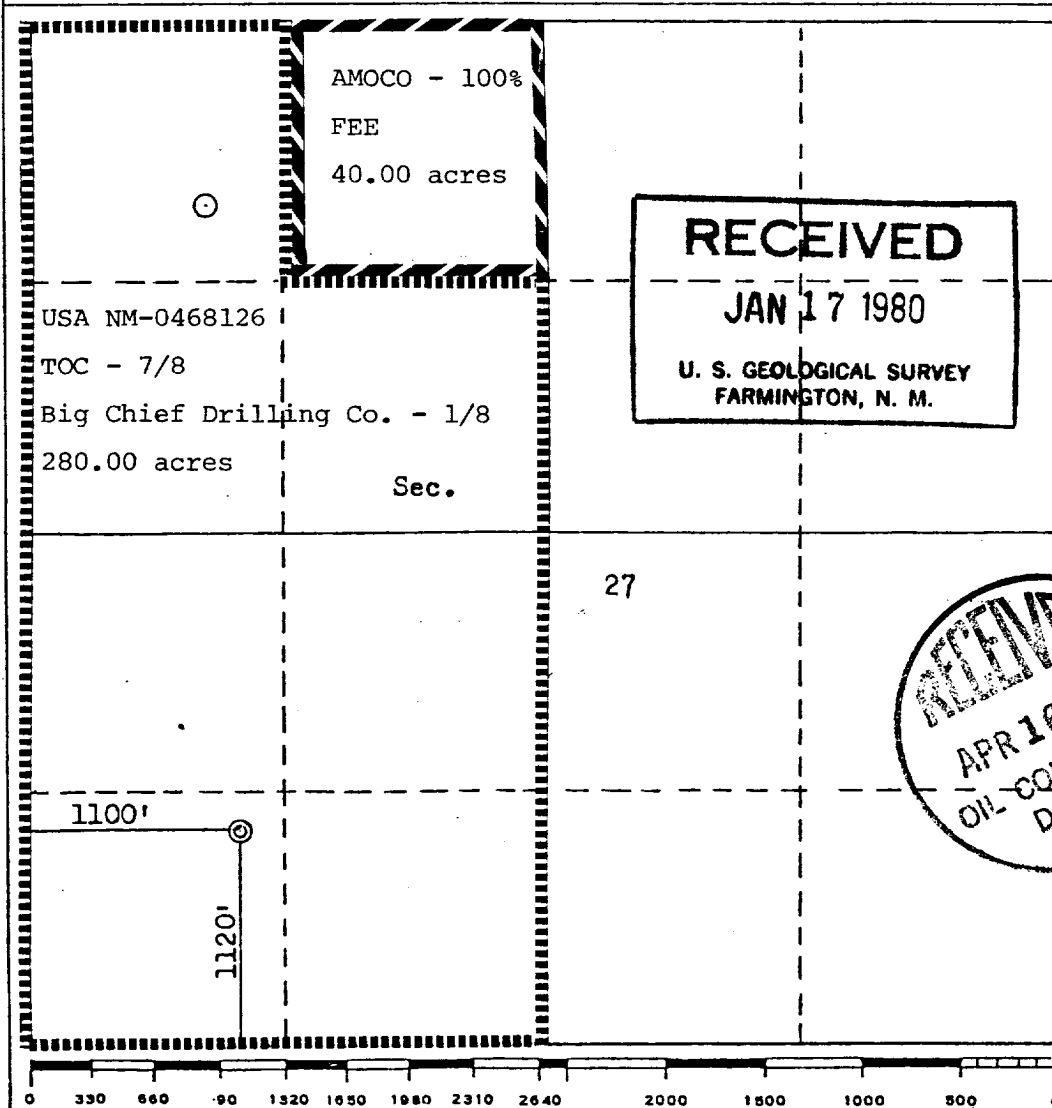 AMOCO - 100%
FEE
40.00 acres
RECEIVED
JAN 17 1980
U. S. GEOLOGICAL SURVEY
FARMINGTON, N. M.
USA NM-0468126
TOC - 7/8
Big Chief Drilling Co. - 1/8
280.00 acres
Sec.
27
APR
OIL
1100'
1120'
0 330 660 90 1320 1650 1980 2310 2640 2000 1500 1000 500